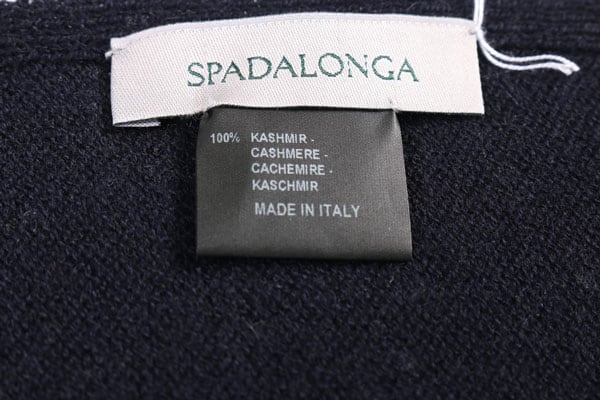 SPADALONGA
100% KASHMIR -
CASHMERE -
CACHEMIRE -
KASCHMIR
MADE IN ITALY